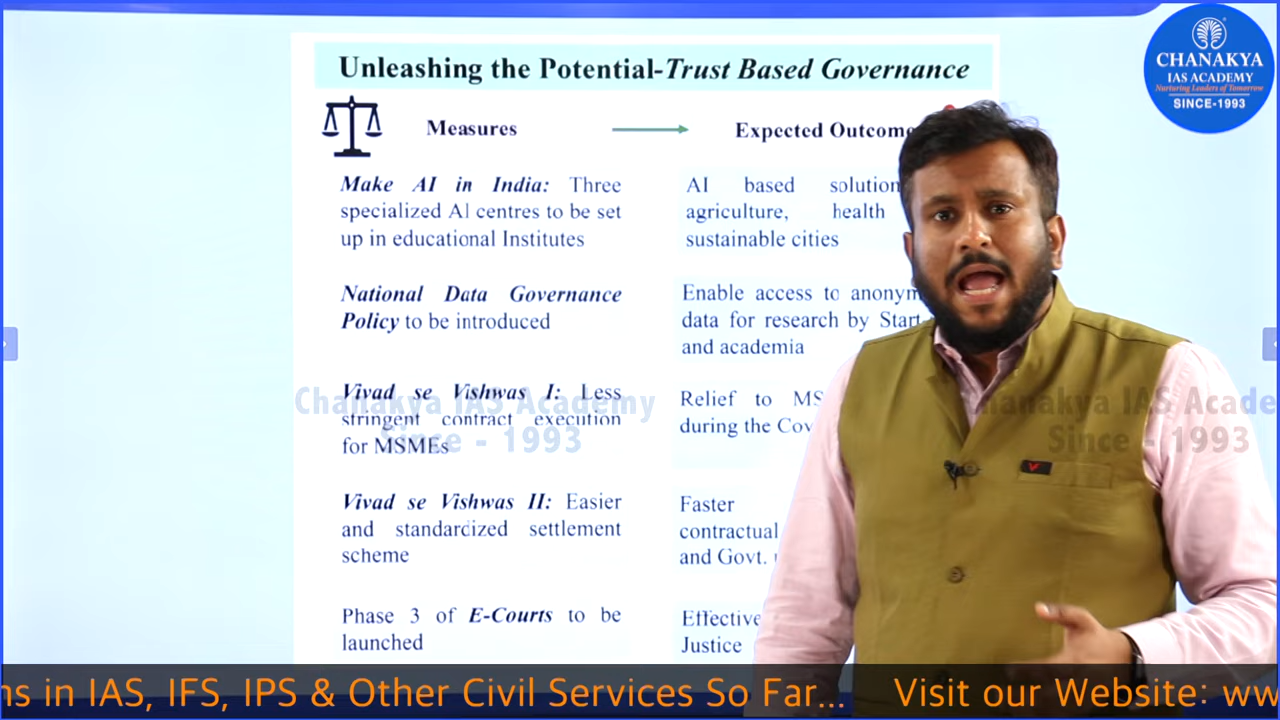 CHANAKYA
IAS ACADEMY
Nurturing Leaders of Tomorrow
SINCE-1993
Unleashing the Potential-Trust Based Governance
Measures
Expected Outcome
Make AI in India: Three
specialized AI centres to be set
up in educational Institutes
AI based solution
agriculture, health
sustainable cities
National Data Governance
Policy to be introduced
Enable access to anonym
data for research by Start
and academia
Vivad se Vishwas I: Less
stringent contract execution
for MSMEs
Relief to MS
during the Cov
Vivad se Vishwas II: Easier
and standardized settlement
scheme
Faster
contractual
and Govt.
Phase 3 of E-Courts to be
launched
Effective
Justice
Chanakya IAS Academy
Since - 1993
Chanakya IAS Acade
Since - 1993
ns in IAS, IFS, IPS & Other Civil Services So Far... Visit our Website: ww